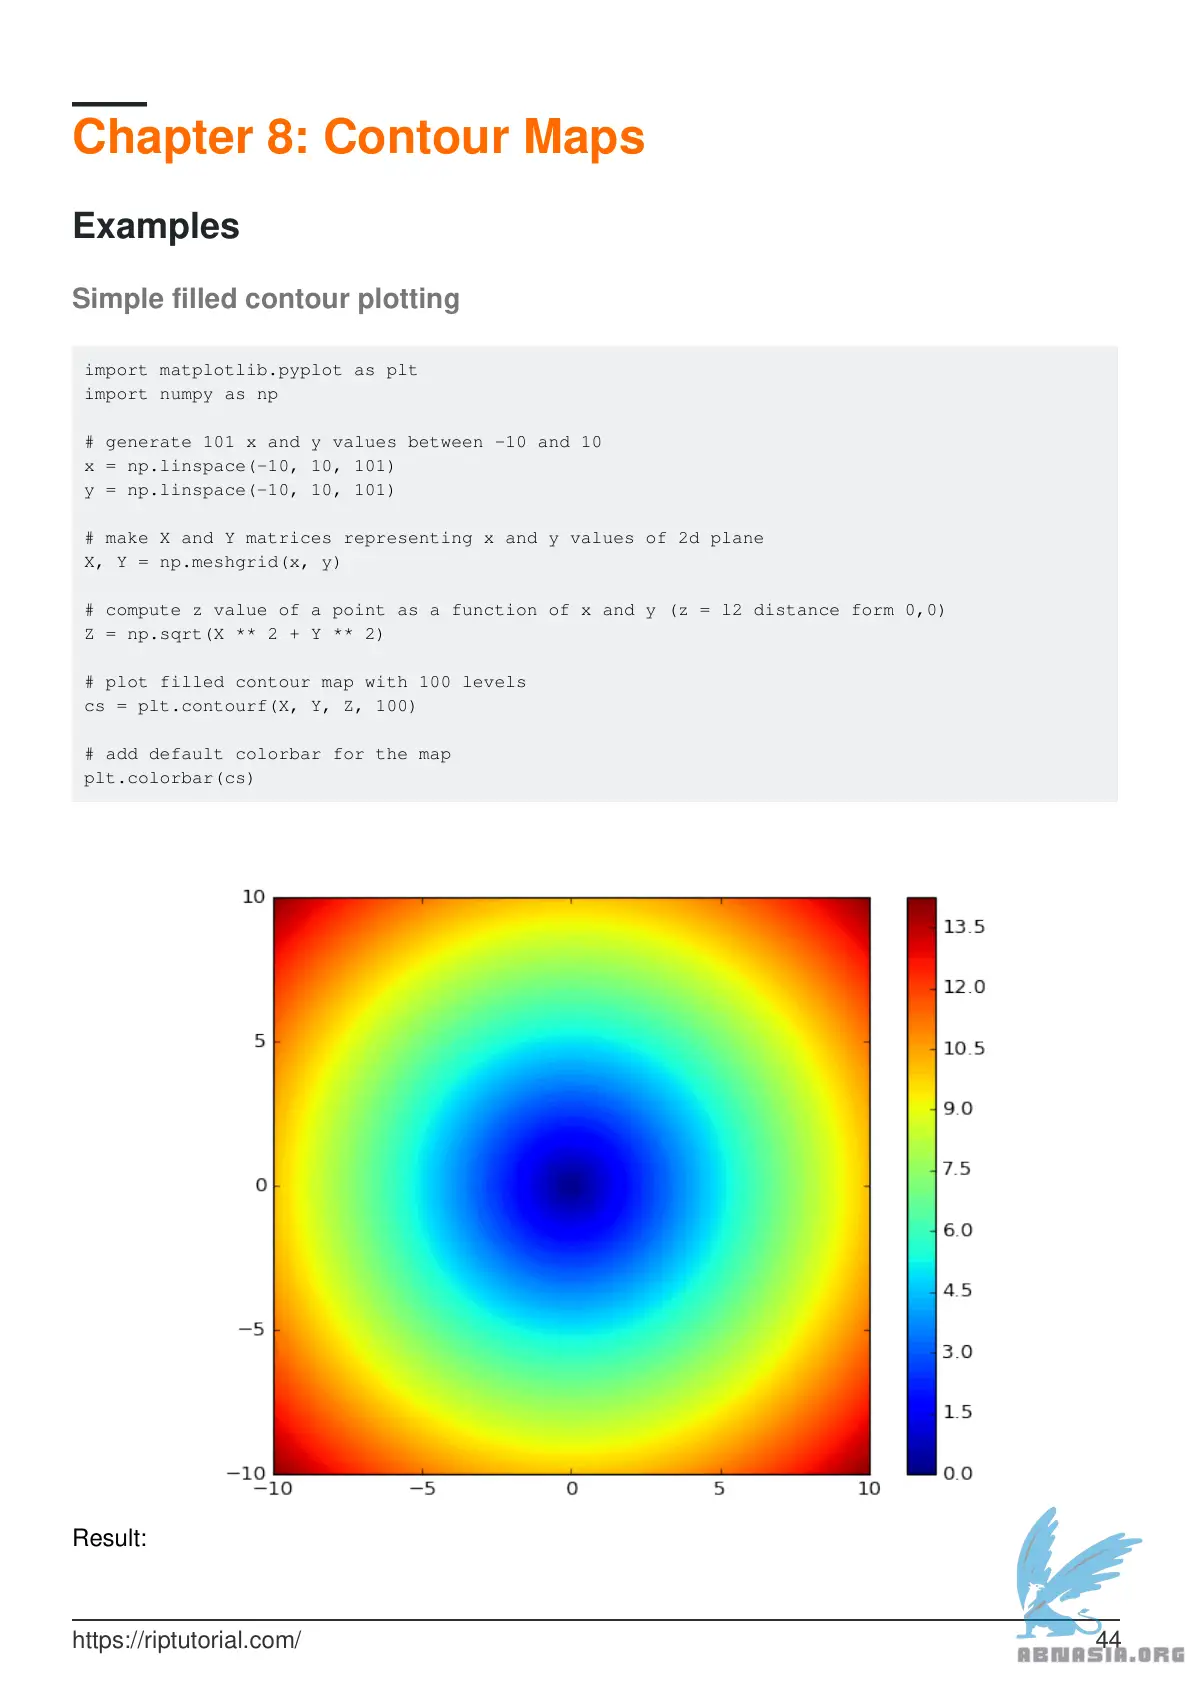 Chapter 8: Contour Maps
Examples
Simple filled contour plotting
import matplotlib.pyplot as plt
import numpy as np
# generate 101 x and y values between -10 and 10
x = np.linspace(-10, 10, 101)
y = np.linspace(-10, 10, 101)
# make X and Y matrices representing x and y values of 2d plane
X, Y = np.meshgrid(x, y)
# compute z value of a point as a function of x and y (z = l2 distance form 0,0)
Z = np.sqrt(X ** 2 + Y ** 2)
# plot filled contour map with 100 levels
cs = plt.contourf(X, Y, Z, 100)
# add default colorbar for the map
plt.colorbar(cs)
10
5
0
−5
−10
−10 −5 0 5 10
13.5
12.0
10.5
9.0
7.5
6.0
4.5
3.0
1.5
0.0
Result:
https://riptutorial.com/ 44
ABNASIA.ORG